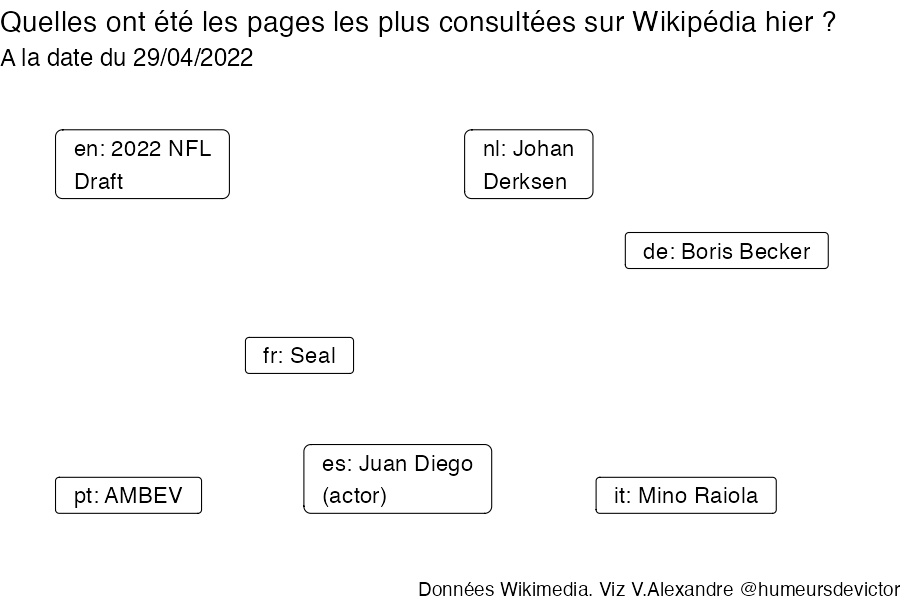 Quelles ont été les pages les plus consultées sur Wikipédia hier ?
A la date du 29/04/2022
en: 2022 NFL
Draft
nl: Johan
Derksen
de: Boris Becker
fr: Seal
es: Juan Diego
(actor)
pt: AMBEV
it: Mino Raiola
Données Wikimedia. Viz V.Alexandre @humeursdevictor